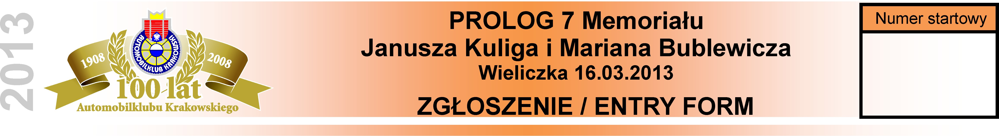 2013
1908
2008
AUTOMOBILKLUB KRAKOWSKI
100 lat
Automobilklubu Krakowskiego
PROLOG 7 Memoriału
Janusza Kuliga i Mariana Bublewicza
Wieliczka 16.03.2013
ZGŁOSZENIE / ENTRY FORM
Numer startowy